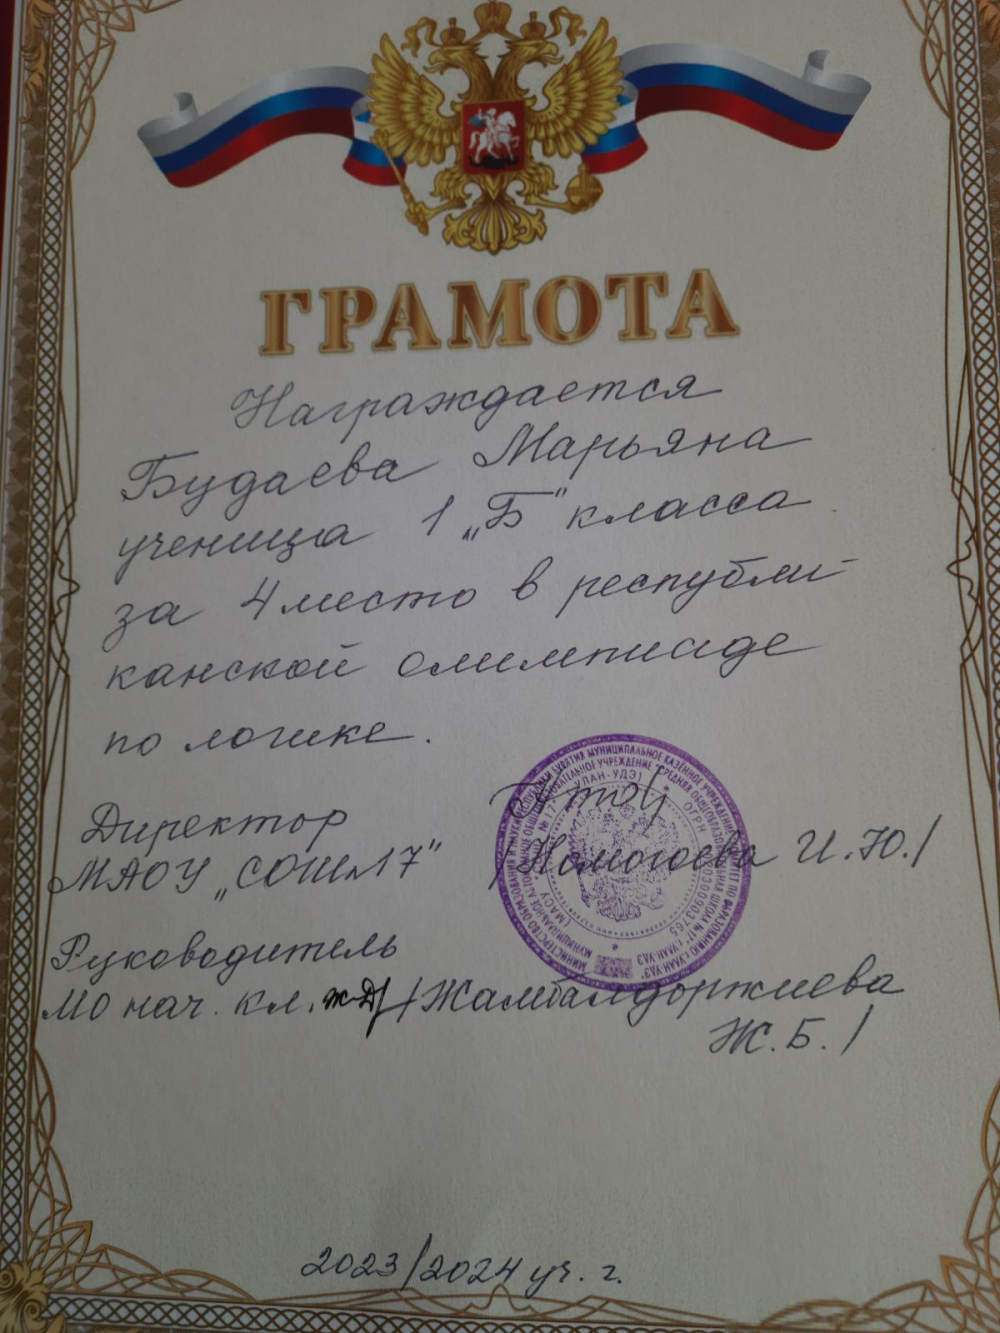 ГРАМОТА
Награждается
Будаева Марьяна
ученица 1 „Б" класса
за 4 место в республи-
канской олимпиаде
по логике.
Директор
МАОУ „СОШ №17" /Номогоева И.Ю./
Руководитель
МО нач. кл. /Жамбалдоржиева
Ж.Б./
2023/2024 уч. г.